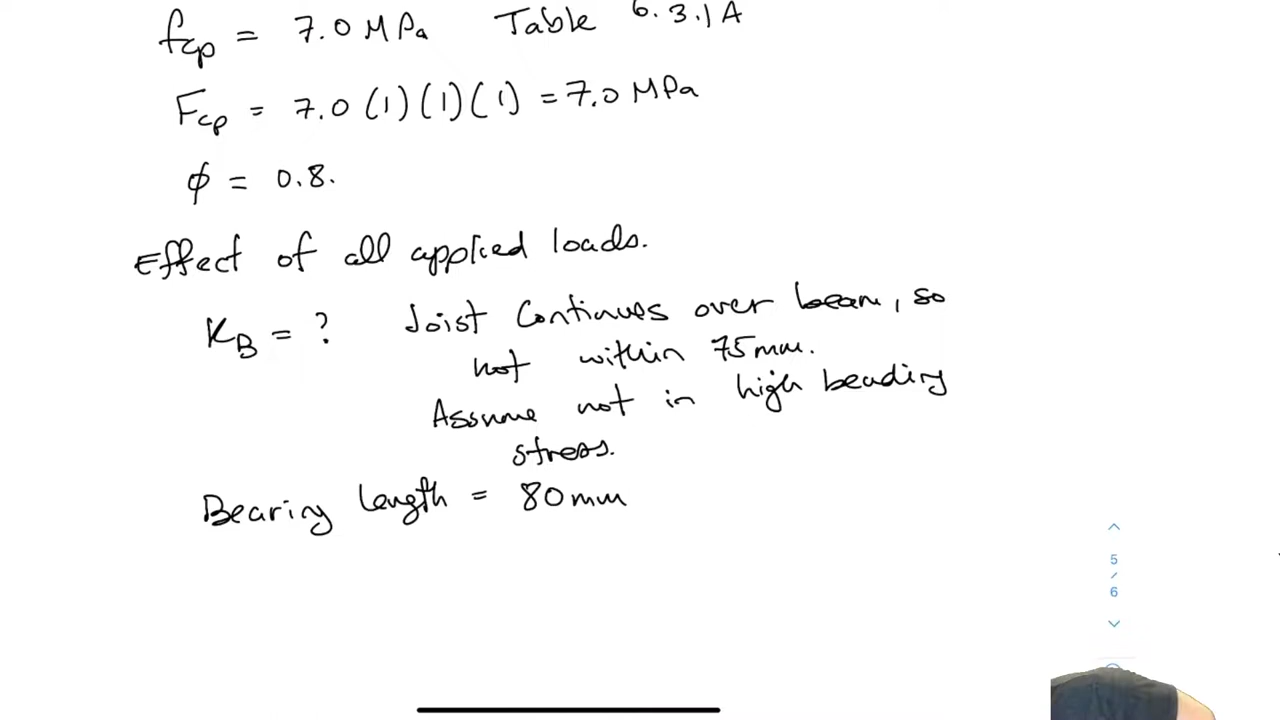 fcp = 7.0 MPa Table 6.3.1A
Fcp = 7.0 (1)(1)(1) = 7.0 MPa
ϕ = 0.8.
Effect of all applied loads.
KB = ? Joist continues over beam, so
not within 75mm.
Assume not in high bending
stress.
Bearing length = 80mm
5
/
6